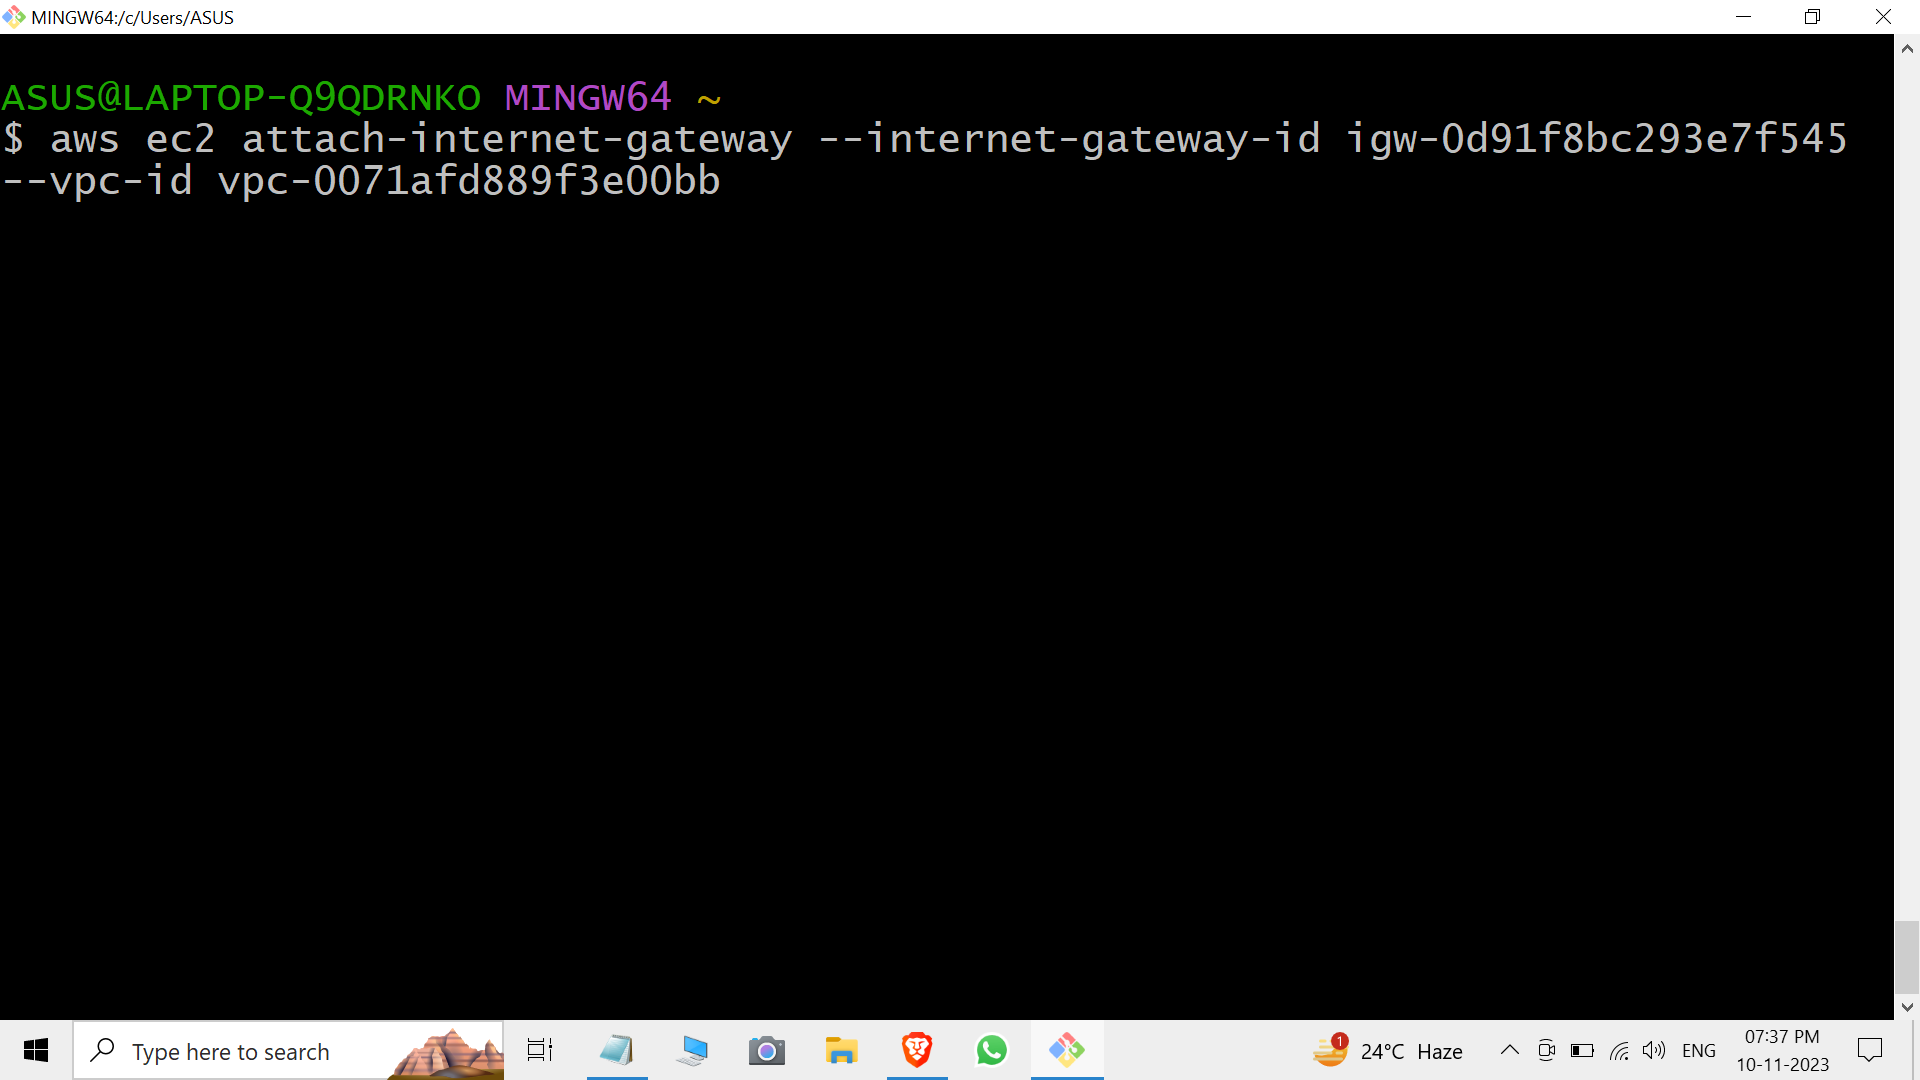 MINGW64:/c/Users/ASUS
ASUS@LAPTOP-Q9QDRNKO MINGW64 ~
$ aws ec2 attach-internet-gateway --internet-gateway-id igw-0d91f8bc293e7f545
--vpc-id vpc-0071afd889f3e00bb
Type here to search
1
24°C Haze
ENG
07:37 PM
10-11-2023